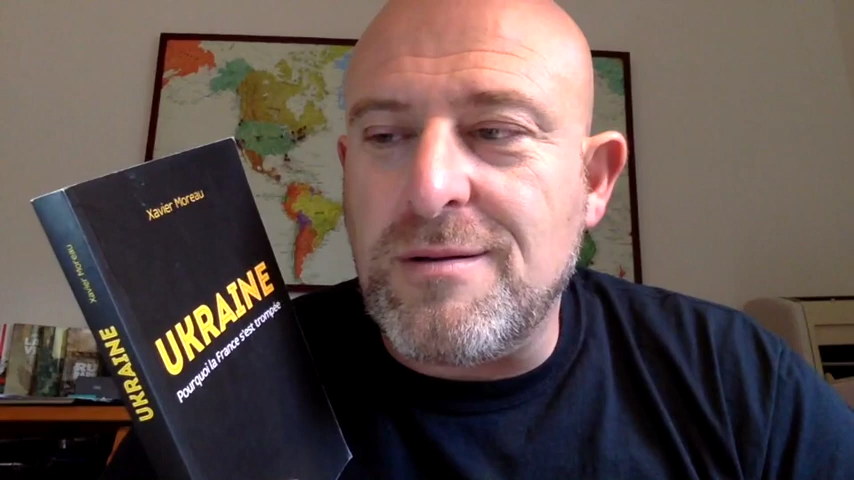 Xavier Moreau
UKRAINE
Pourquoi la France s'est trompée
Xavier Moreau
UKRAINE